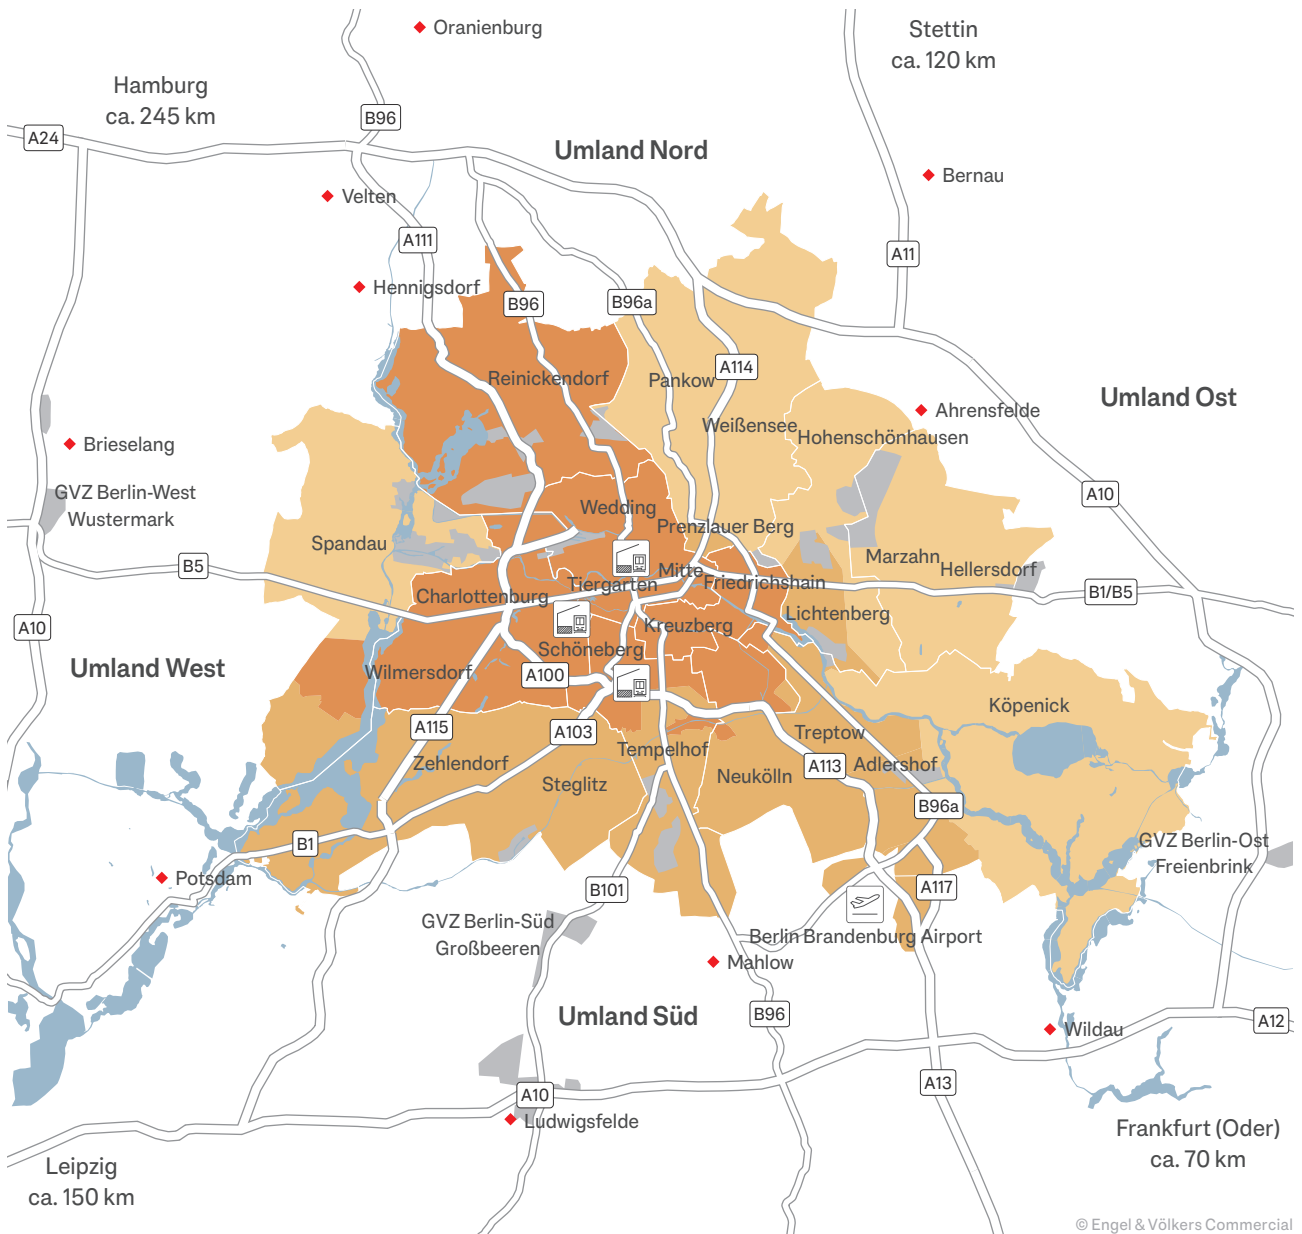 Oranienburg
Stettin
ca. 120 km
Hamburg
ca. 245 km
B96
A24
Umland Nord
Bernau
Velten
A111
A11
Hennigsdorf
B96
B96a
A114
Reinickendorf
Pankow
Umland Ost
Ahrensfelde
Weißensee
Hohenschönhausen
Brieselang
GVZ Berlin-West
Wustermark
A10
Wedding
Prenzlauer Berg
Spandau
Marzahn
Hellersdorf
B5
Mitte
Tiergarten
Friedrichshain
Charlottenburg
B1/B5
Lichtenberg
A10
Kreuzberg
Schöneberg
Umland West
Wilmersdorf
A100
Köpenick
A115
A103
Treptow
Tempelhof
Zehlendorf
Adlershof
A113
Neukölln
Steglitz
B96a
B1
GVZ Berlin-Ost
Freienbrink
Potsdam
B101
A117
GVZ Berlin-Süd
Großbeeren
Berlin Brandenburg Airport
Mahlow
Umland Süd
B96
A12
Wildau
A13
A10
Ludwigsfelde
Frankfurt (Oder)
ca. 70 km
Leipzig
ca. 150 km
© Engel & Völkers Commercial